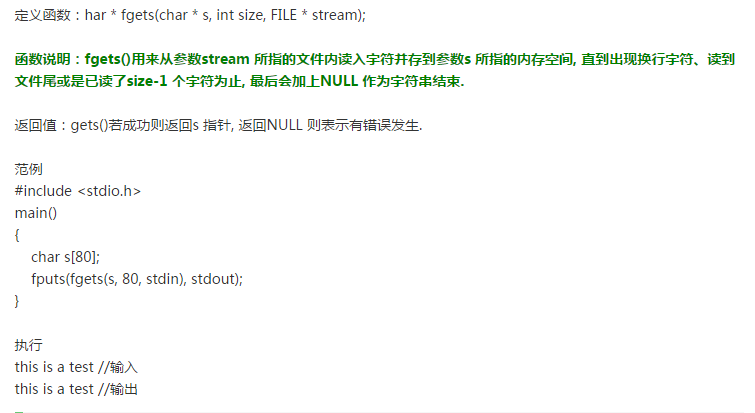 定义函数：har * fgets(char * s, int size, FILE * stream);
函数说明：fgets()用来从参数stream 所指的文件内读入字符并存到参数s 所指的内存空间, 直到出现换行字符、读到
文件尾或是已读了size-1 个字符为止, 最后会加上NULL 作为字符串结束.
返回值：gets()若成功则返回s 指针, 返回NULL 则表示有错误发生.
范例
#include <stdio.h>
main()
{
char s[80];
fputs(fgets(s, 80, stdin), stdout);
}
执行
this is a test //输入
this is a test //输出